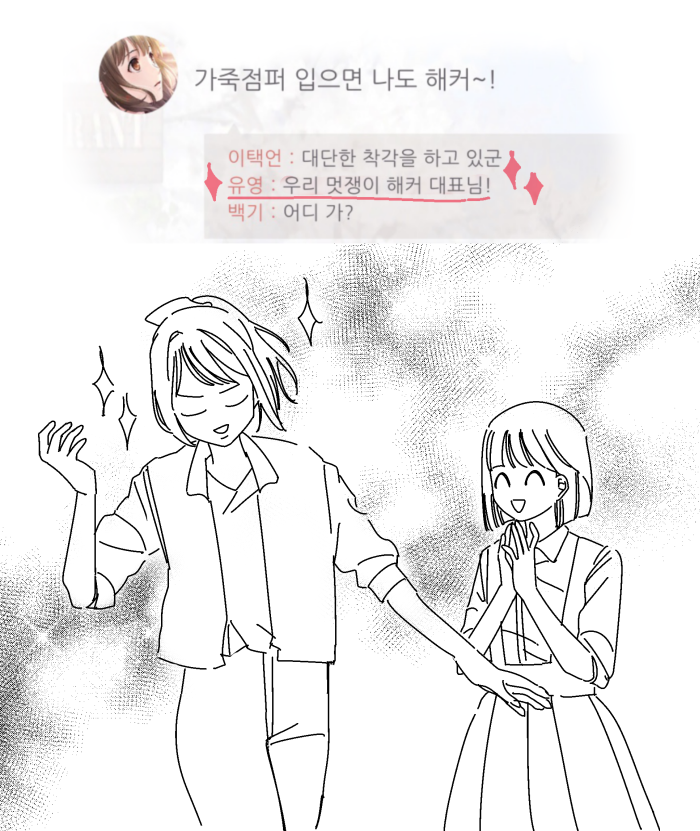 가죽점퍼 입으면 나도 해커~!
이택언 : 대단한 착각을 하고 있군
유영 : 우리 멋쟁이 해커 대표님!
백기 : 어디 가?